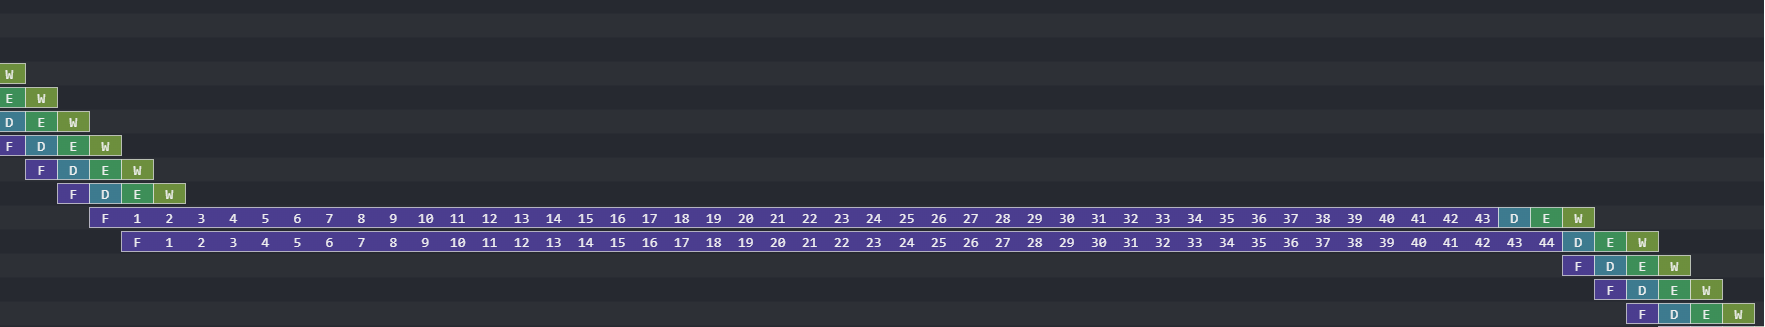 W
E W
D E W
F D E W
F D E W
F D E W
F 1 2 3 4 5 6 7 8 9 10 11 12 13 14 15 16 17 18 19 20 21 22 23 24 25 26 27 28 29 30 31 32 33 34 35 36 37 38 39 40 41 42 43 D E W
F 1 2 3 4 5 6 7 8 9 10 11 12 13 14 15 16 17 18 19 20 21 22 23 24 25 26 27 28 29 30 31 32 33 34 35 36 37 38 39 40 41 42 43 44 D E W
F D E W
F D E W
F D E W